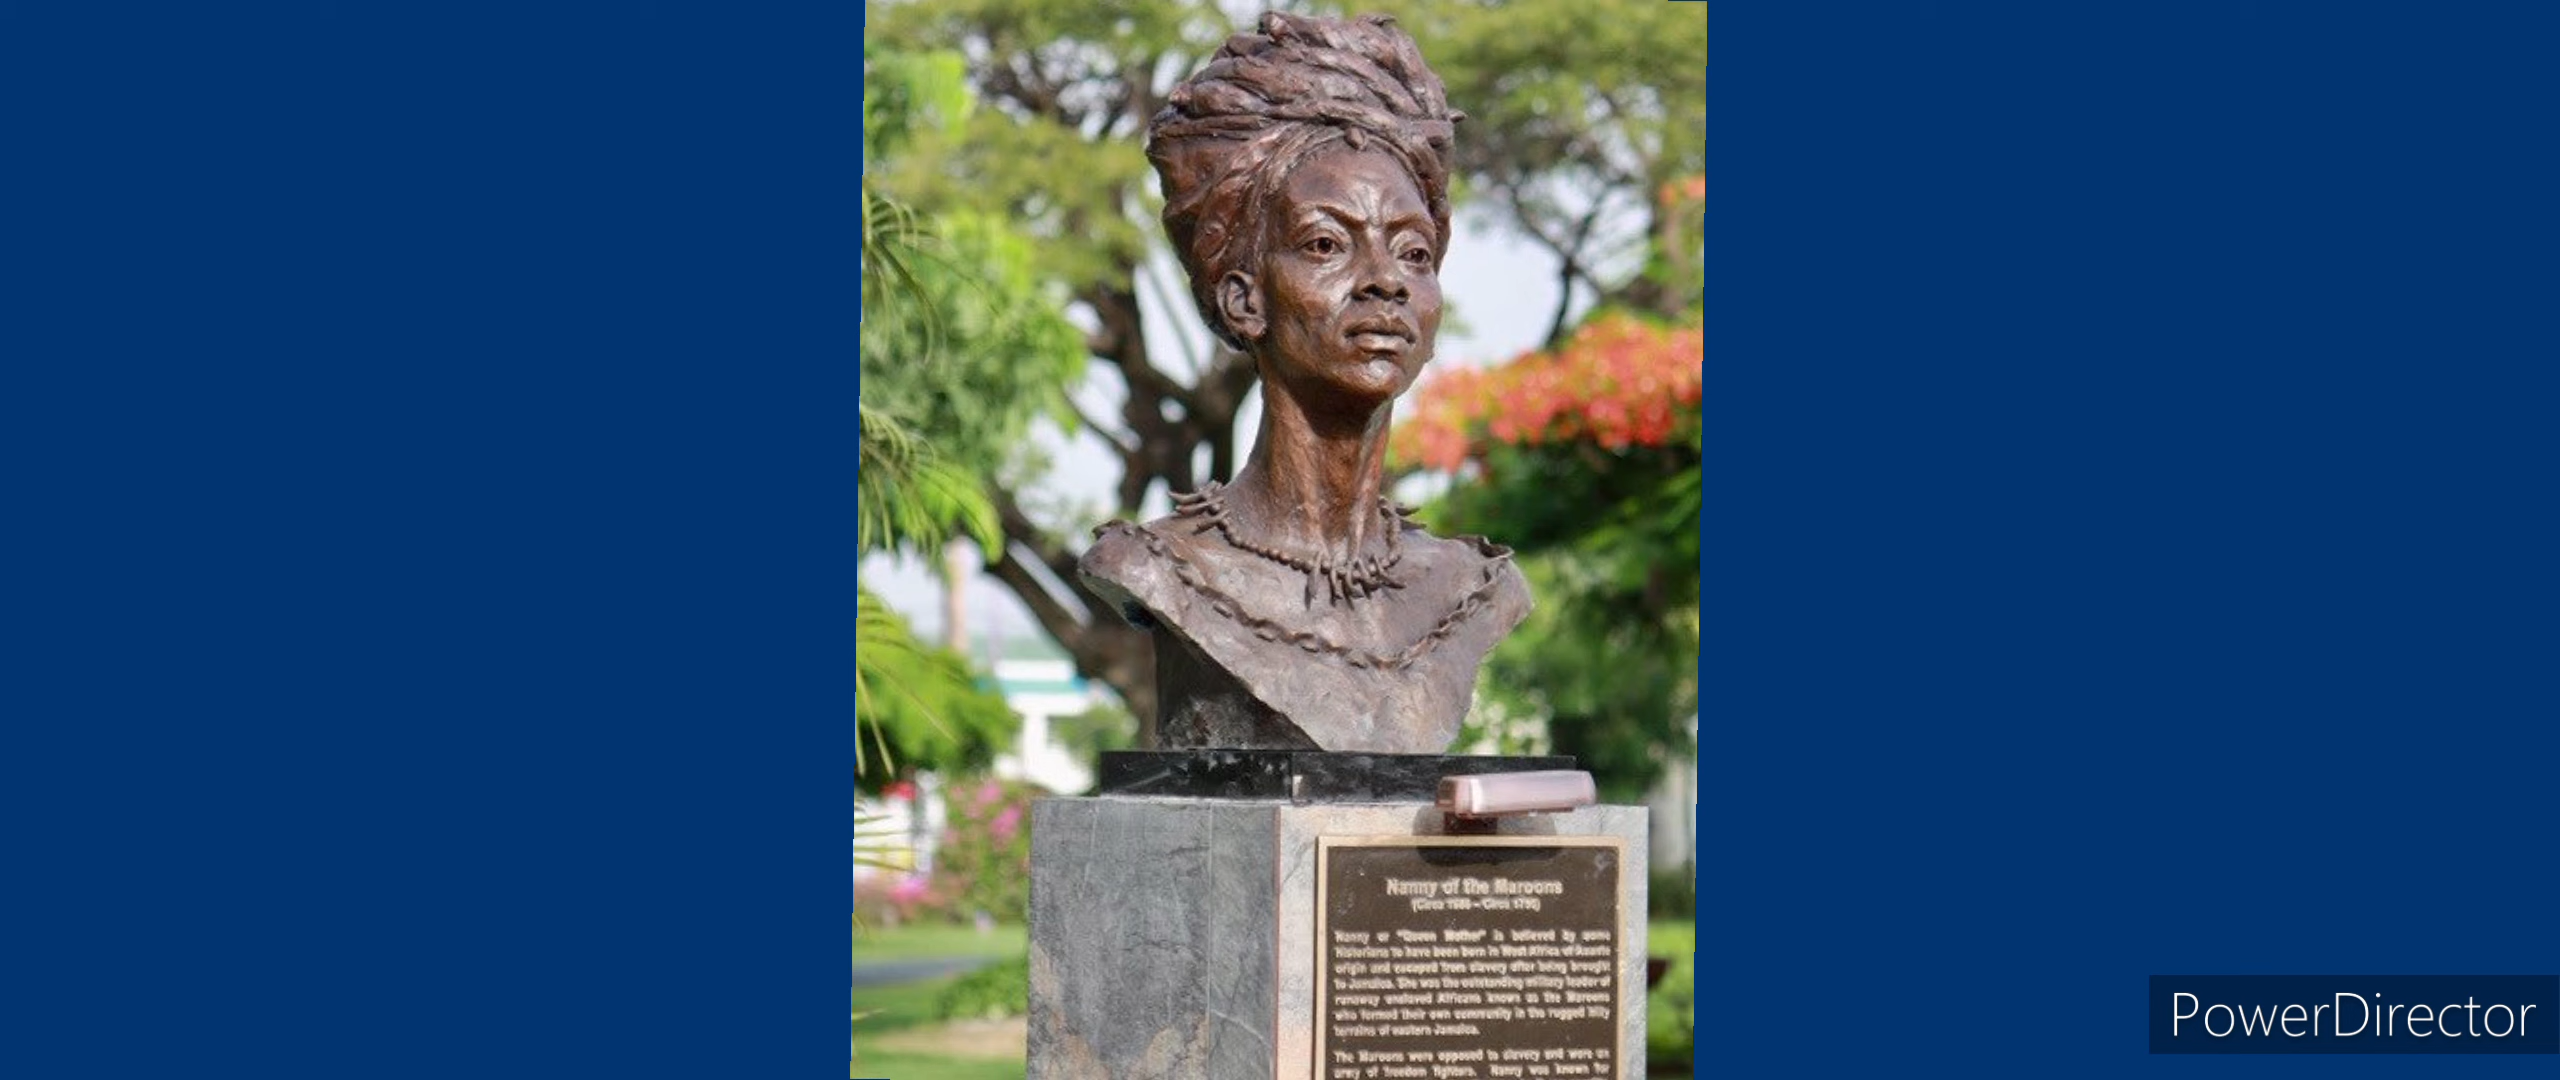 Nanny of the Maroons
(Circa 1686 – Circa 1755)
Nanny or "Queen Mother" is believed by some
historians to have been born in West Africa of Asante
origin and escaped from slavery after being brought
to Jamaica. She was the outstanding military leader of
runaway enslaved Africans known as the Maroons
who formed their own community in the rugged hilly
terrains of eastern Jamaica.
The Maroons were opposed to slavery and were an
army of freedom fighters. Nanny was known for
PowerDirector